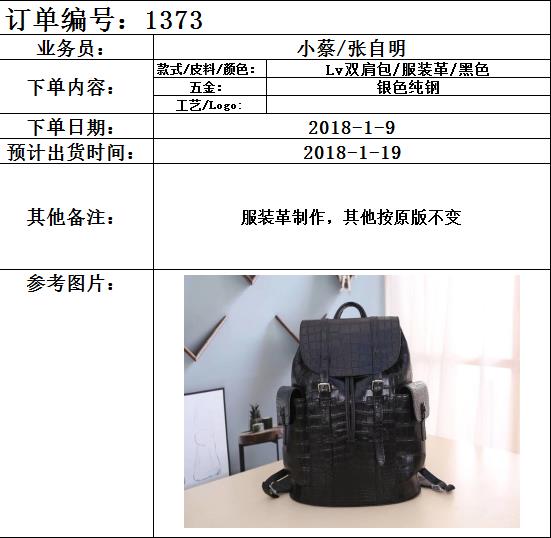 订单编号：1373
业务员：
小蔡/张自明
下单内容：
款式/皮料/颜色：
Lv双肩包/服装革/黑色
五金：
银色纯钢
工艺/Logo:
下单日期：
2018-1-9
预计出货时间：
2018-1-19
其他备注：
服装革制作，其他按原版不变
参考图片：